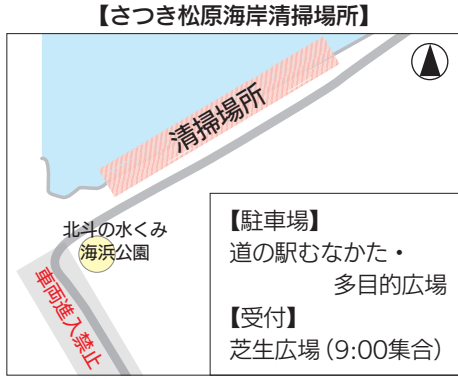 【さつき松原海岸清掃場所】
清掃場所
北斗の水くみ
海浜公園
車両進入禁止
【駐車場】
道の駅むなかた・
多目的広場
【受付】
芝生広場（9:00集合）